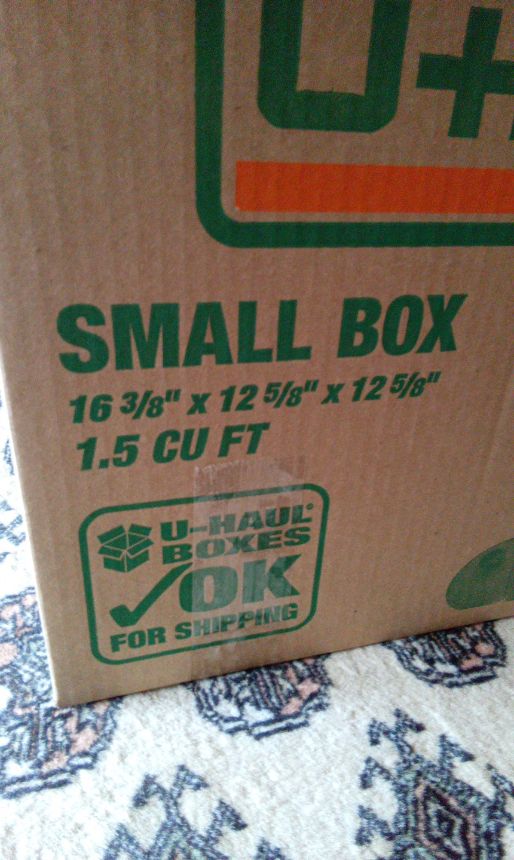 SMALL BOX
16 3/8" x 12 5/8" x 12 5/8"
1.5 CU FT
U-HAUL®
BOXES
OK
FOR SHIPPING